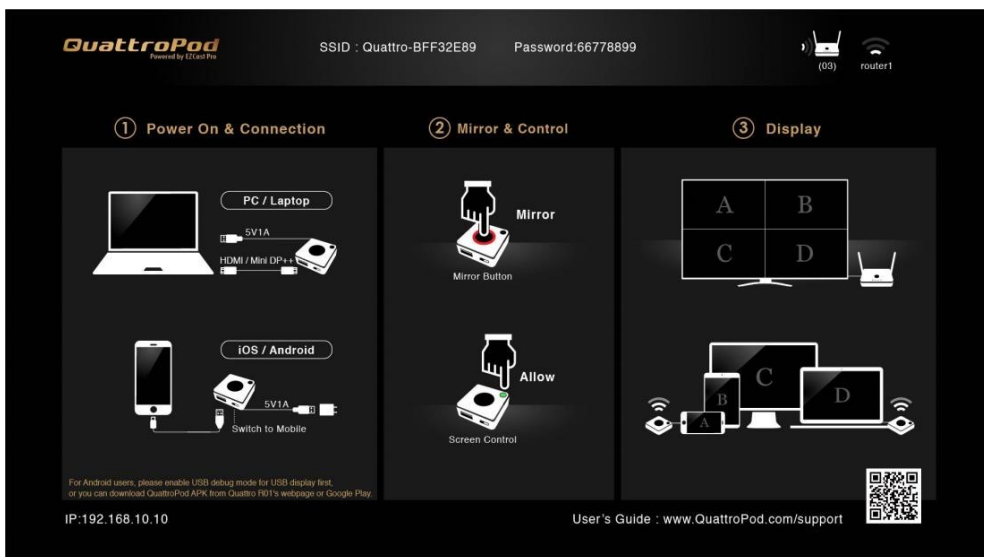 QuattroPod
Powered by EZCast Pro
SSID : Quattro-BFF32E89 Password:66778899
(03) router1
1 Power On & Connection
PC / Laptop
5V1A
HDMI / Mini DP++
iOS / Android
5V1A
Switch to Mobile
For Android users, please enable USB debug mode for USB display first,
or you can download QuattroPod APK from Quattro R01's webpage or Google Play.
2 Mirror & Control
Mirror
Mirror Button
Allow
Screen Control
3 Display
A B
C D
C
B
D
A
IP:192.168.10.10
User's Guide : www.QuattroPod.com/support